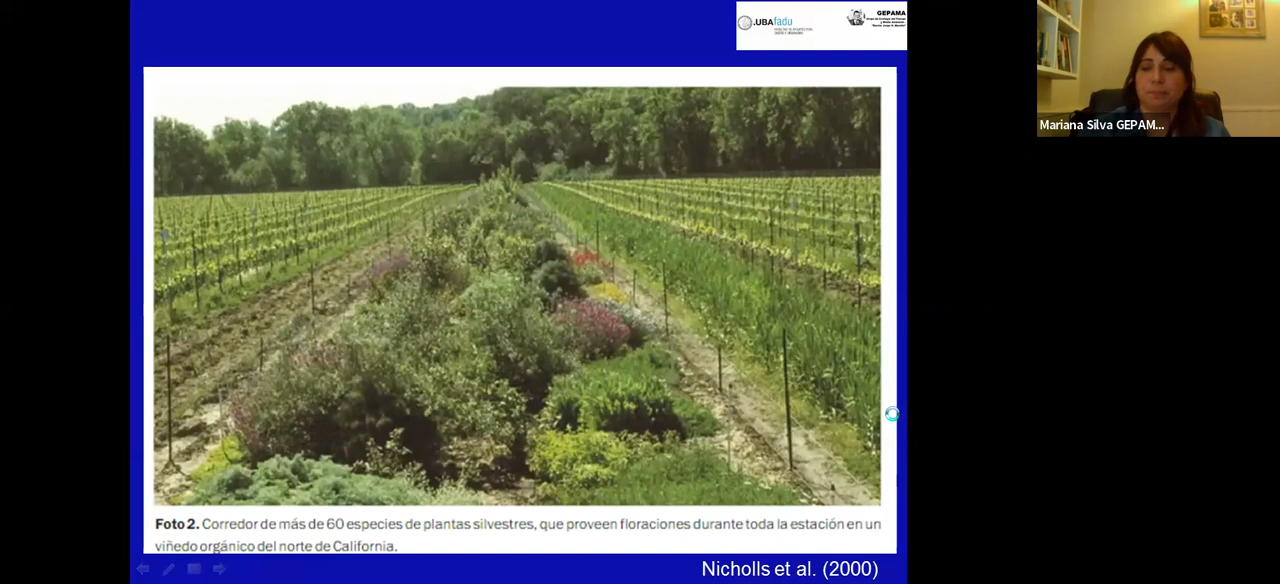 .UBAfadu
GEPAMA
Mariana Silva GEPAM...
Foto 2. Corredor de más de 60 especies de plantas silvestres, que proveen floraciones durante toda la estación en un
viñedo orgánico del norte de California.
Nicholls et al. (2000)